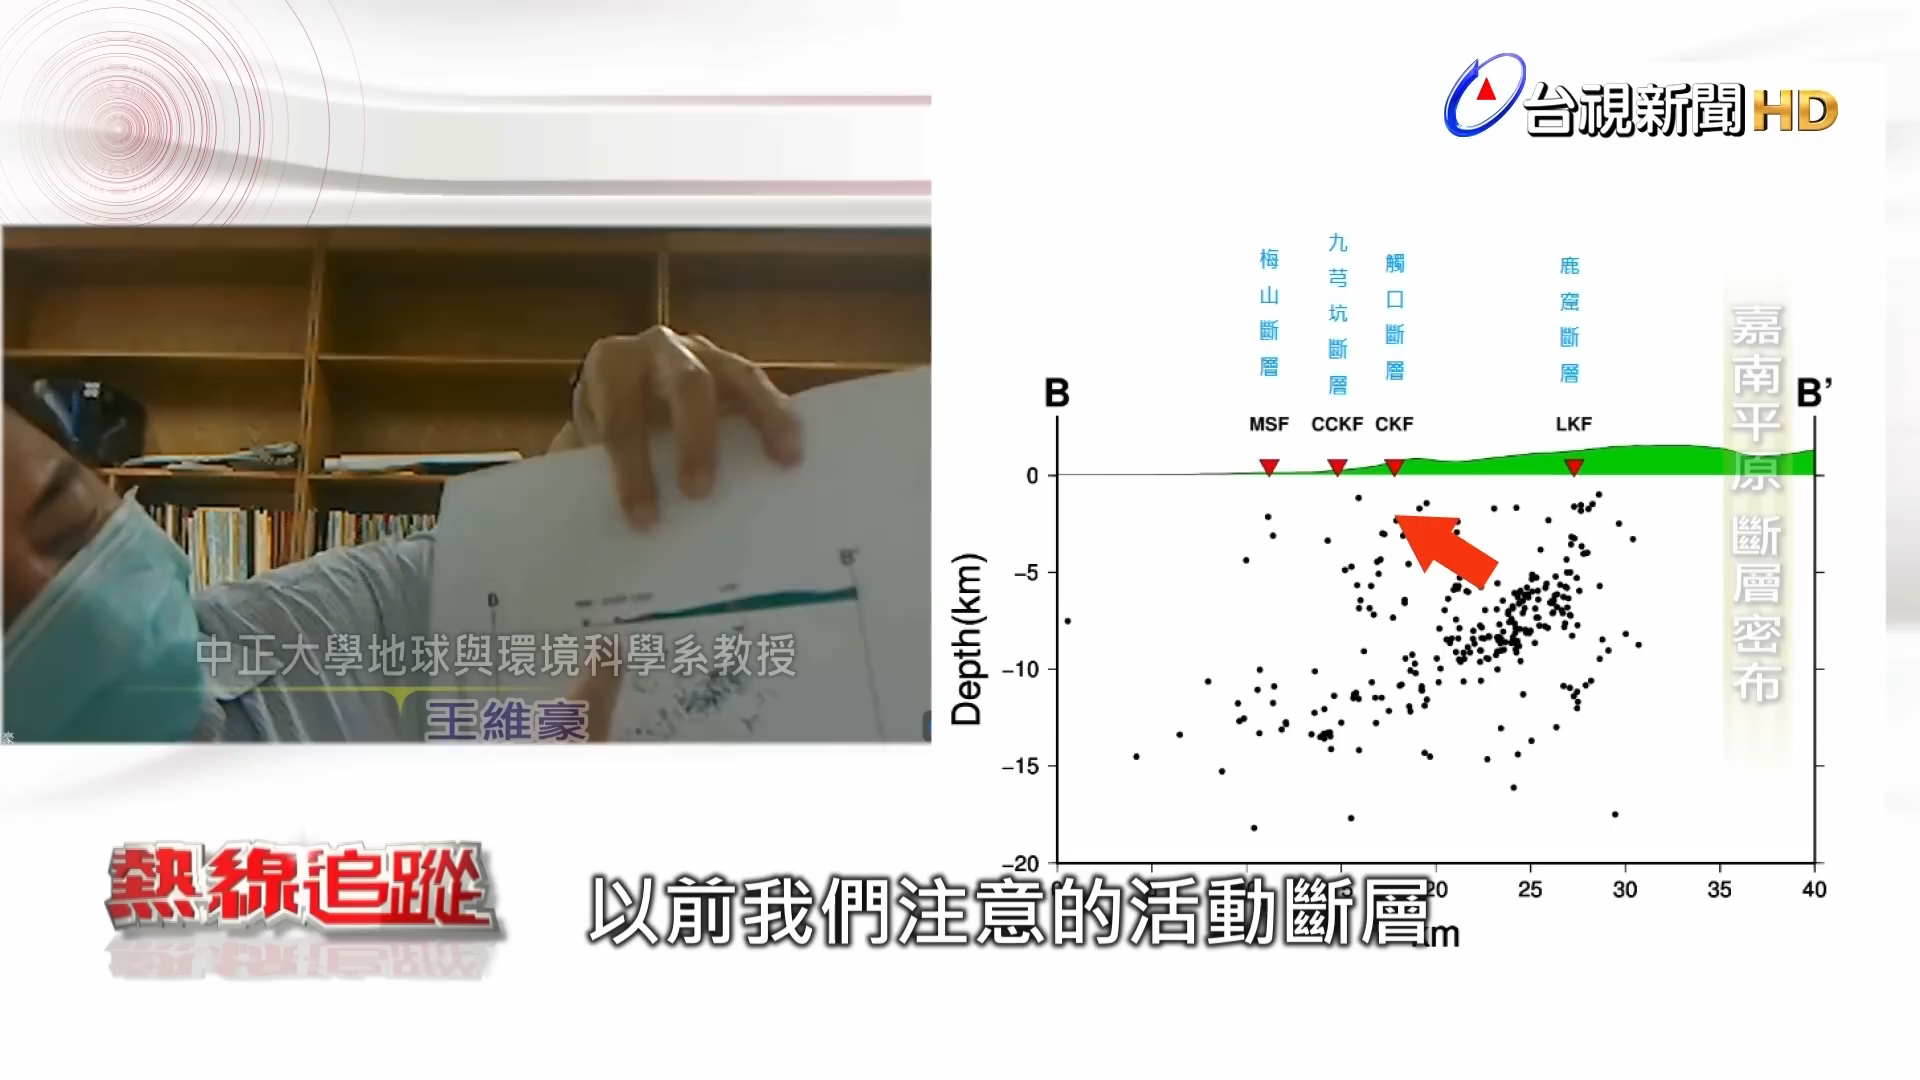 台視新聞HD
梅山斷層
九芎坑斷層
觸口斷層
鹿窟斷層
嘉南平原 斷層密布
B
B'
MSF
CCKF
CKF
LKF
0
−5
−10
−15
−20
Depth(km)
20
25
30
35
40
km
B
B'
中正大學地球與環境科學系教授
王維豪
熱線追蹤
以前我們注意的活動斷層